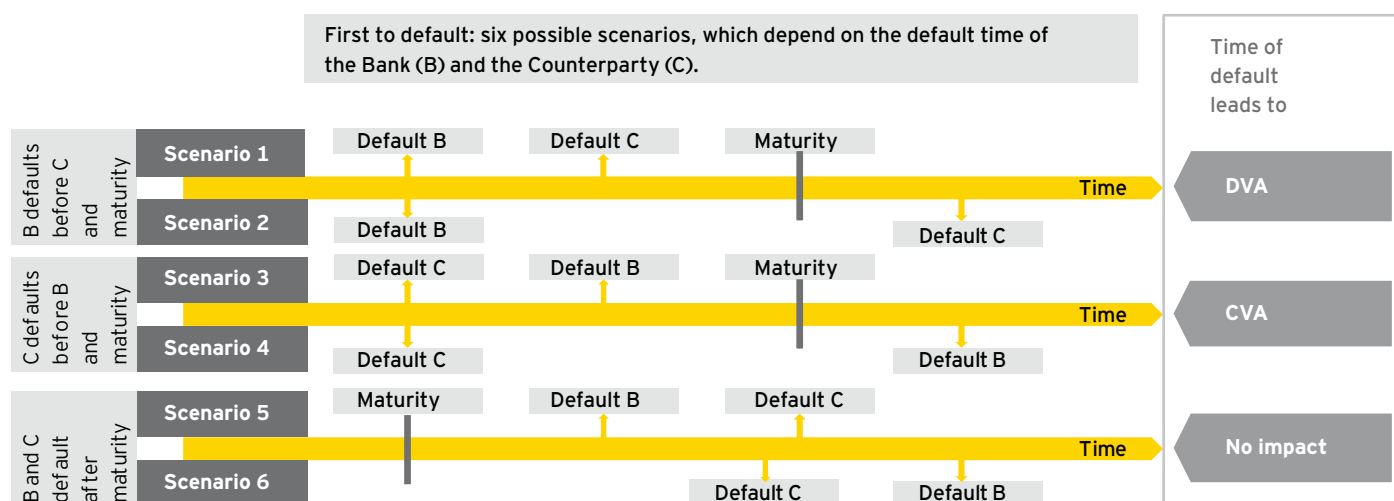 First to default: six possible scenarios, which depend on the default time of
the Bank (B) and the Counterparty (C).
Time of
default
leads to
B defaults
before C
and
maturity
Scenario 1
Default B
Default C
Maturity
Time
DVA
Scenario 2
Default B
Default C
C defaults
before B
and
maturity
Scenario 3
Default C
Default B
Maturity
Time
CVA
Scenario 4
Default C
Default B
B and C
default
after
maturity
Scenario 5
Maturity
Default B
Default C
Time
No impact
Scenario 6
Default C
Default B